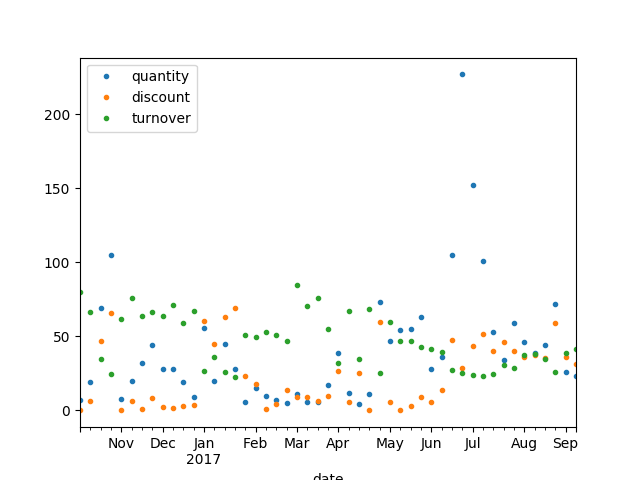 quantity
discount
turnover
200
150
100
50
0
Nov Dec Jan Feb Mar Apr May Jun Jul Aug Sep
2017
date